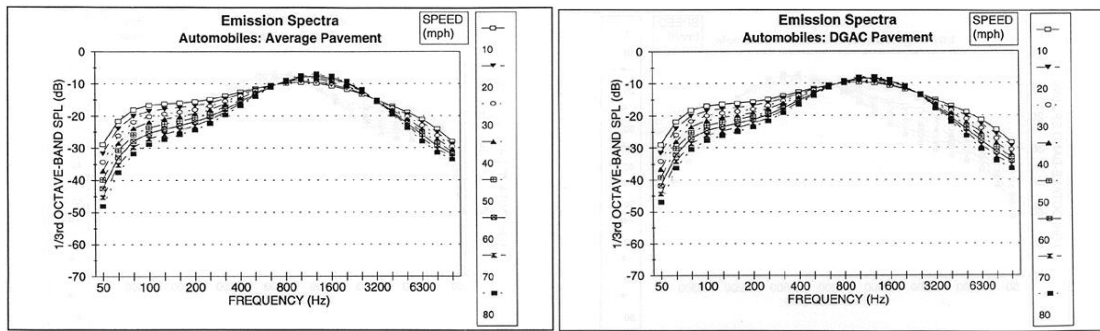 Emission Spectra
Automobiles: Average Pavement
SPEED
(mph)
1/3rd OCTAVE-BAND SPL (dB)
0
-10
-20
-30
-40
-50
-60
-70
50 100 200 400 800 1600 3200 6300
FREQUENCY (Hz)
10
20
30
40
50
60
70
80
Emission Spectra
Automobiles: DGAC Pavement
SPEED
(mph)
1/3rd OCTAVE-BAND SPL (dB)
0
-10
-20
-30
-40
-50
-60
-70
50 100 200 400 800 1600 3200 6300
FREQUENCY (Hz)
10
20
30
40
50
60
70
80